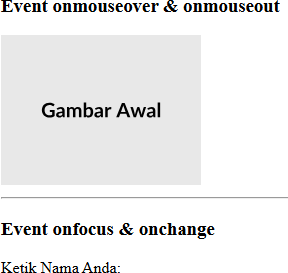 Event onmouseover & onmouseout
Gambar Awal
Event onfocus & onchange
Ketik Nama Anda: